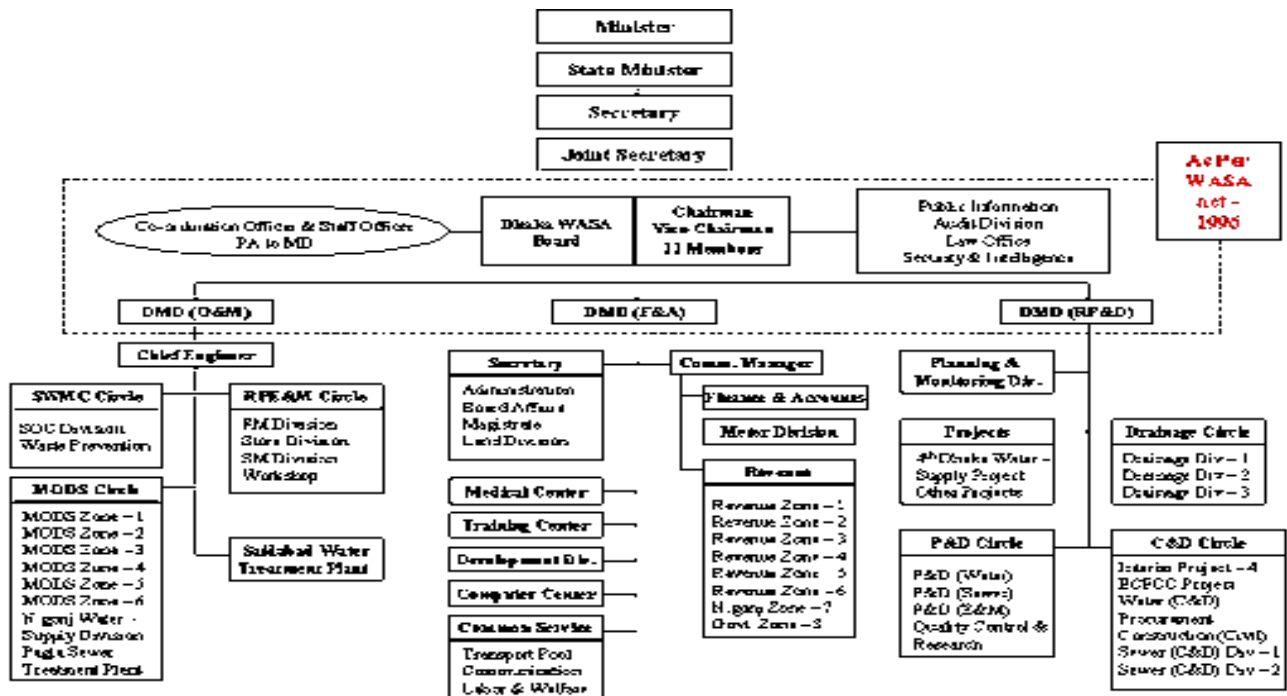 Minister
State Minister
Secretary
Joint Secretary
As Per
WASA
act -
1996
Co-ordination Officer & Staff Officer
PA to MD
Dhaka WASA
Board
Chairman
Vice Chairman
11 Members
Public Information
Audit Division
Law Office
Security & Intelligence
DMD (O&M)
DMD (F&A)
DMD (RP&D)
Chief Engineer
SWMC Circle
SOC Division
Waste Prevention
RPE&M Circle
PM Division
Store Division
SM Division
Workshop
MODS Circle
MODS Zone - 1
MODS Zone - 2
MODS Zone - 3
MODS Zone - 4
MODS Zone - 5
MODS Zone - 6
N.ganj Water -
Supply Division
Pagla Sewer
Treatment Plant
Saidabad Water
Treatment Plant
Secretary
Administration
Board Affairs
Magistrate
Land Division
Medical Center
Training Center
Development Div.
Computer Center
Common Service
Transport Pool
Communication
Labor & Welfare
Comm. Manager
Finance & Accounts
Meter Division
Revenue
Revenue Zone - 1
Revenue Zone - 2
Revenue Zone - 3
Revenue Zone - 4
Revenue Zone - 5
Revenue Zone - 6
N.ganj Zone - 7
Govt. Zone - 8
Planning &
Monitoring Div.
Projects
4th Dhaka Water -
Supply Project
Other Projects
Drainage Circle
Drainage Div - 1
Drainage Div - 2
Drainage Div - 3
P&D Circle
P&D (Water)
P&D (Sewer)
P&D (E&M)
Quality Control &
Research
C&D Circle
Interim Project - 4
Project
Water (C&D)
Procurement
Construction (Civil)
Sewer (C&D) Div - 1
Sewer (C&D) Div - 2